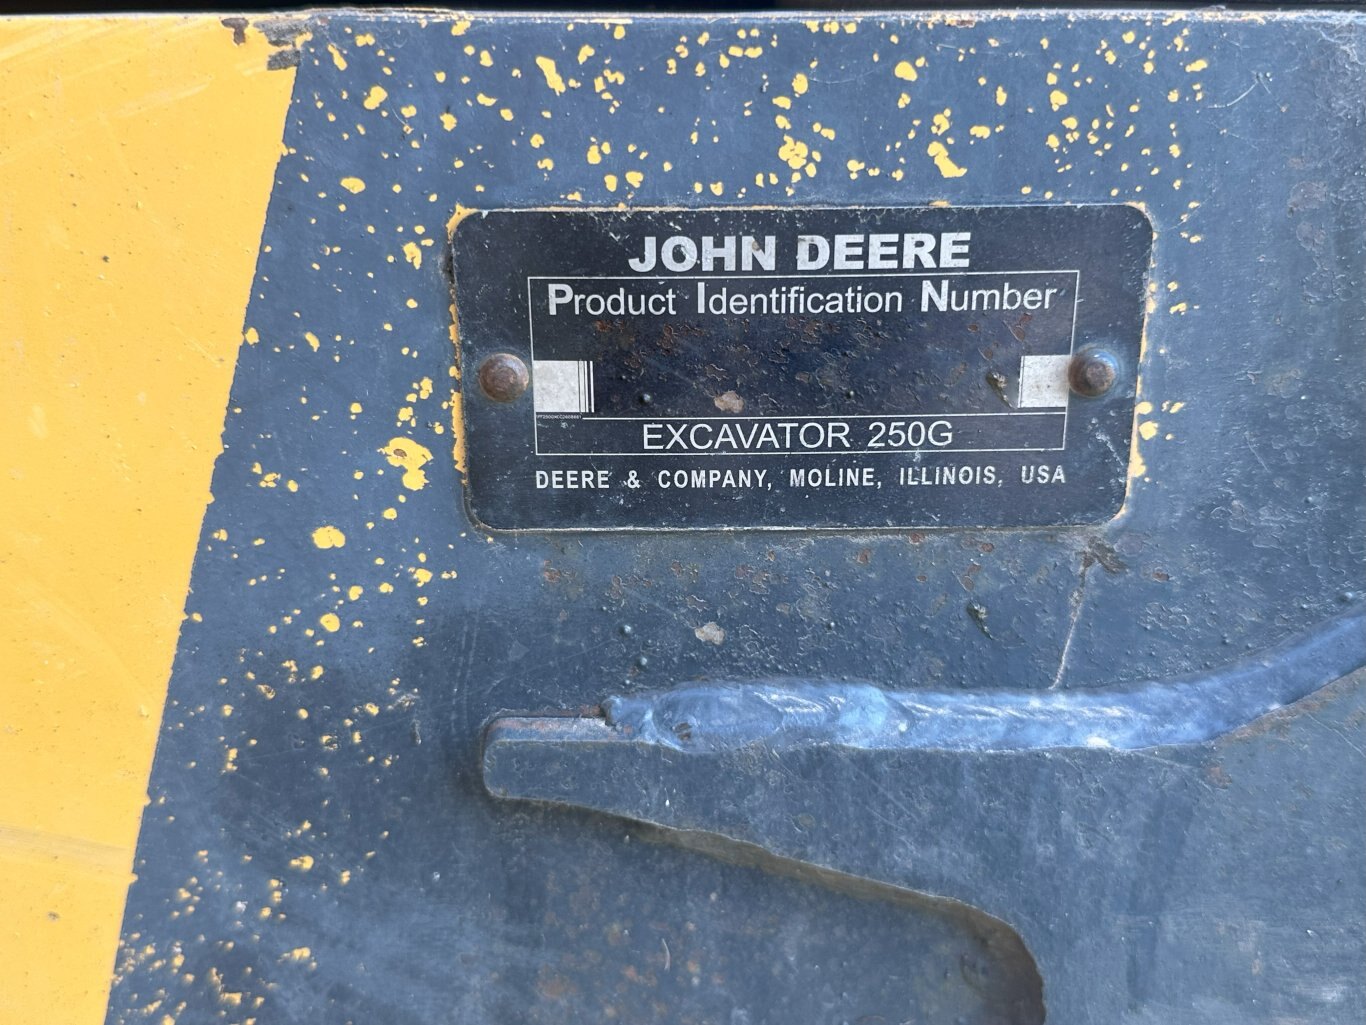 JOHN DEERE
Product Identification Number
EXCAVATOR 250G
DEERE & COMPANY, MOLINE, ILLINOIS, USA